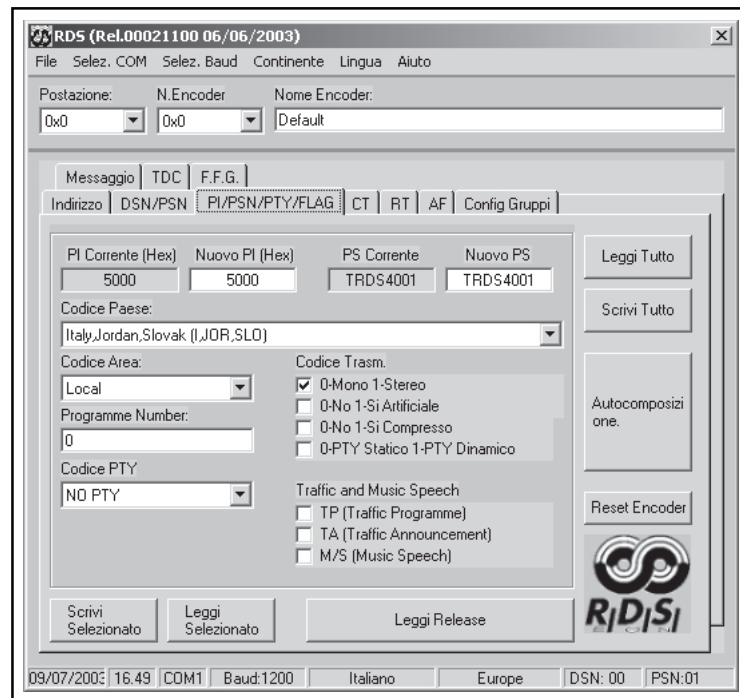 RDS (Rel.00021100 06/06/2003)
File Selez. COM Selez. Baud Continente Lingua Aiuto
Postazione: N.Encoder Nome Encoder:
0x0 0x0 Default
Messaggio TDC F.F.G.
Indirizzo DSN/PSN PI/PSN/PTY/FLAG CT RT AF Config Gruppi
PI Corrente (Hex) Nuovo PI (Hex) PS Corrente Nuovo PS
5000 5000 TRDS4001 TRDS4001
Leggi Tutto
Codice Paese:
Italy,Jordan,Slovak (I,JOR,SLO)
Scrivi Tutto
Codice Area:
Local
Programme Number:
0
Codice PTY
NO PTY
Codice Trasm.
0-Mono 1-Stereo
0-No 1-Si Artificiale
0-No 1-Si Compresso
0-PTY Statico 1-PTY Dinamico
Traffic and Music Speech
TP (Traffic Programme)
TA (Traffic Announcement)
M/S (Music Speech)
Autocomposizi
one.
Reset Encoder
R|D|S|
EON
Scrivi
Selezionato
Leggi
Selezionato
Leggi Release
09/07/2003 16.49 COM1 Baud:1200 Italiano Europe DSN: 00 PSN:01